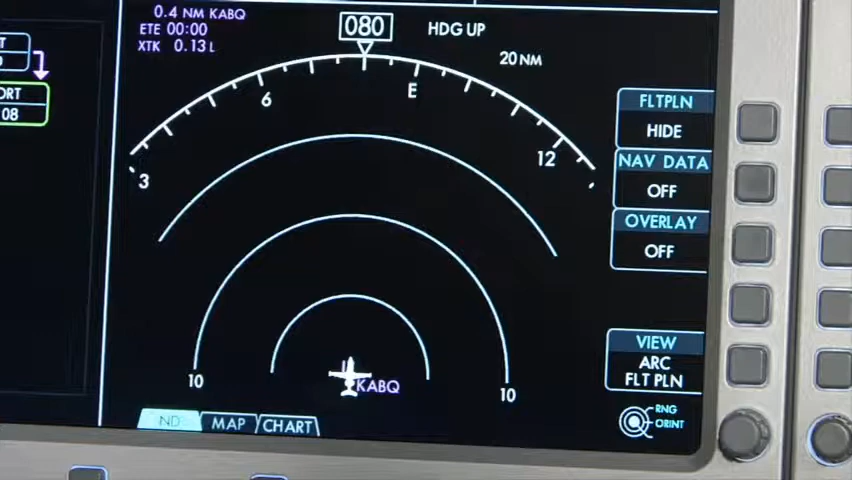 0.4 NM KABQ
ETE 00:00
XTK 0.13 L
080
HDG UP
20 NM
3
6
E
12
08
FLTPLN
HIDE
NAV DATA
OFF
OVERLAY
OFF
10
KABQ
10
VIEW
ARC
FLT PLN
RNG
ORINT
ND
MAP
CHART